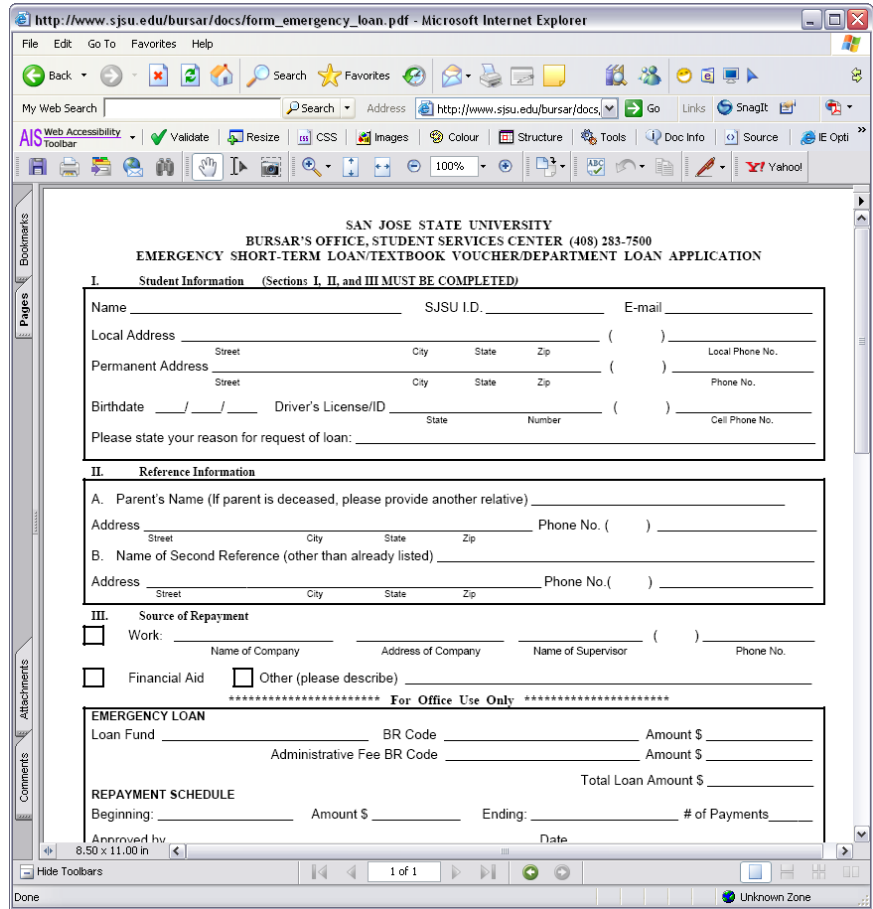 http://www.sjsu.edu/bursar/docs/form_emergency_loan.pdf - Microsoft Internet Explorer
File Edit Go To Favorites Help
Back Search Favorites
My Web Search Search Address http://www.sjsu.edu/bursar/docs, Go Links SnagIt
AIS Web Accessibility Toolbar Validate Resize CSS Images Colour Structure Tools Doc Info Source IE Opti »
100% Yahoo!
Bookmarks
Pages
Attachments
Comments
SAN JOSE STATE UNIVERSITY
BURSAR'S OFFICE, STUDENT SERVICES CENTER (408) 283-7500
EMERGENCY SHORT-TERM LOAN/TEXTBOOK VOUCHER/DEPARTMENT LOAN APPLICATION
I. Student Information (Sections I, II, and III MUST BE COMPLETED)
Name SJSU I.D. E-mail
Local Address ( )
Street City State Zip Local Phone No.
Permanent Address ( )
Street City State Zip Phone No.
Birthdate / / Driver's License/ID ( )
State Number Cell Phone No.
Please state your reason for request of loan:
II. Reference Information
A. Parent's Name (If parent is deceased, please provide another relative)
Address Phone No. ( )
Street City State Zip
B. Name of Second Reference (other than already listed)
Address Phone No.( )
Street City State Zip
III. Source of Repayment
Work: ( )
Name of Company Address of Company Name of Supervisor Phone No.
Financial Aid Other (please describe)
*********************** For Office Use Only **********************
EMERGENCY LOAN
Loan Fund BR Code Amount $
Administrative Fee BR Code Amount $
Total Loan Amount $
REPAYMENT SCHEDULE
Beginning: Amount $ Ending: # of Payments
Approved by Date
8.50 x 11.00 in
Hide Toolbars 1 of 1
Done Unknown Zone